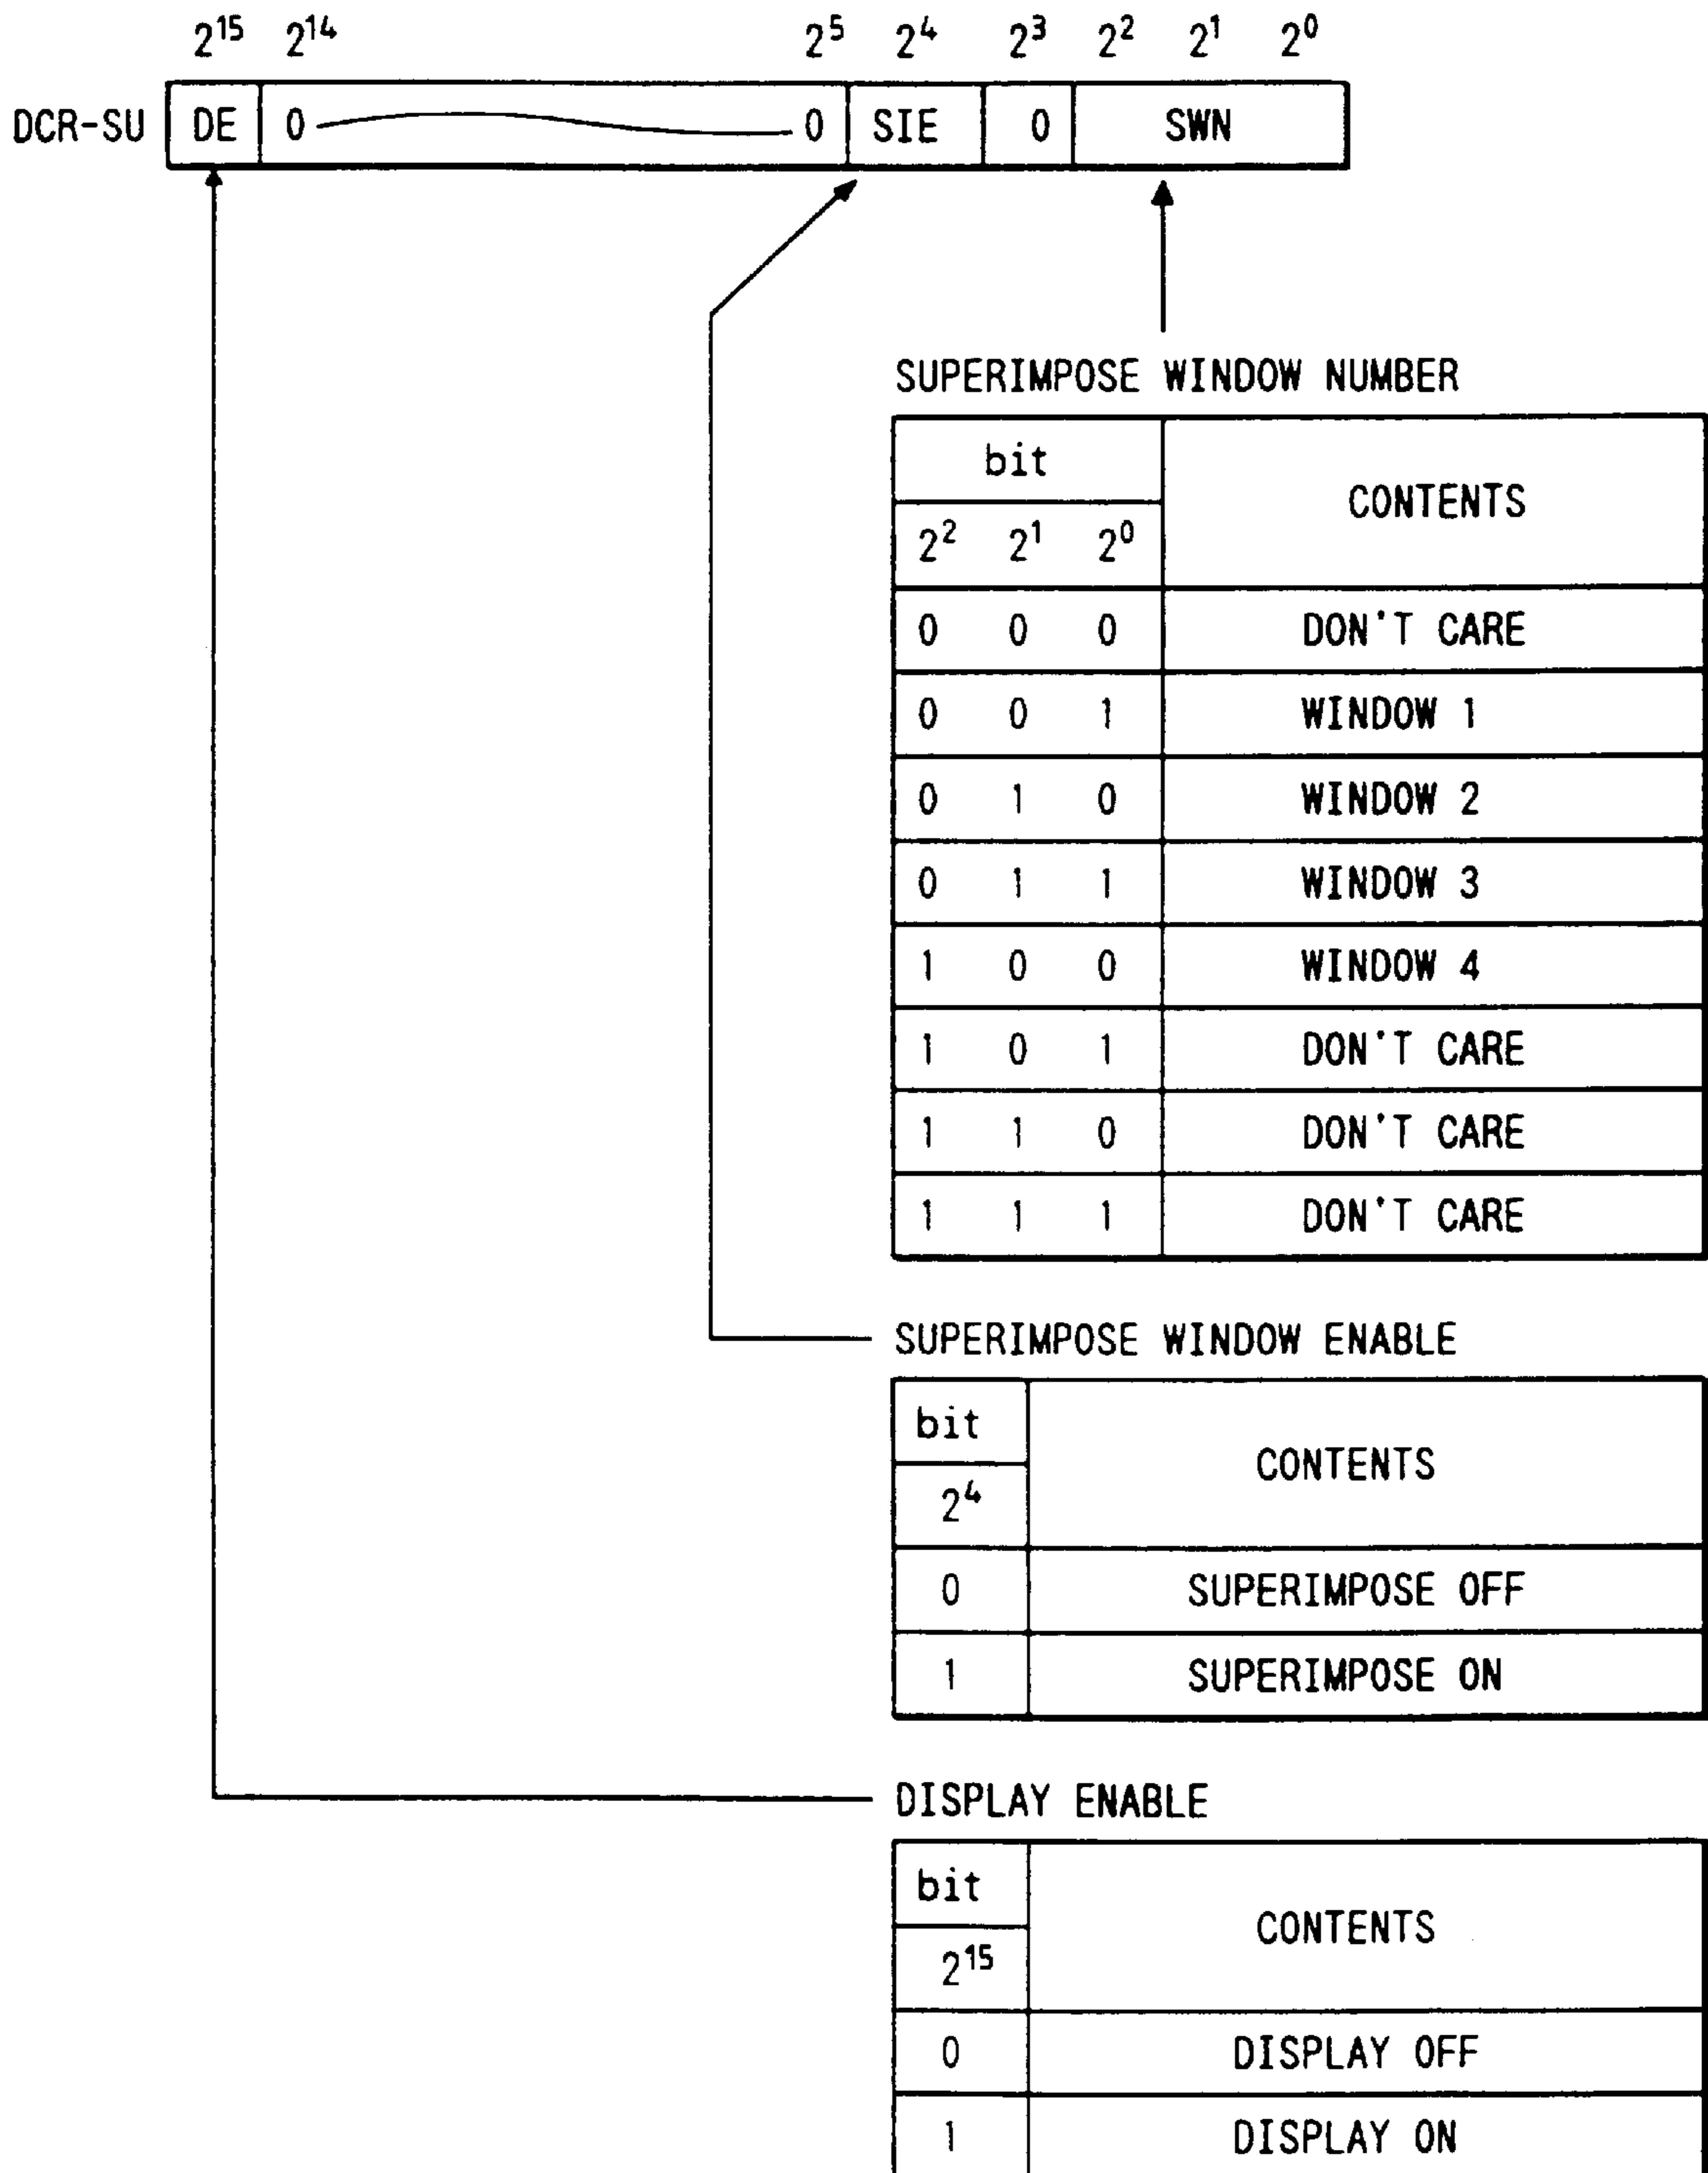 2¹⁵ 2¹⁴ 2⁵ 2⁴ 2³ 2² 2¹ 2⁰
DCR-SU DE 0 0 SIE 0 SWN
SUPERIMPOSE WINDOW NUMBER
bit CONTENTS
2² 2¹ 2⁰
0 0 0 DON'T CARE
0 0 1 WINDOW 1
0 1 0 WINDOW 2
0 1 1 WINDOW 3
1 0 0 WINDOW 4
1 0 1 DON'T CARE
1 1 0 DON'T CARE
1 1 1 DON'T CARE
SUPERIMPOSE WINDOW ENABLE
bit CONTENTS
2⁴
0 SUPERIMPOSE OFF
1 SUPERIMPOSE ON
DISPLAY ENABLE
bit CONTENTS
2¹⁵
0 DISPLAY OFF
1 DISPLAY ON